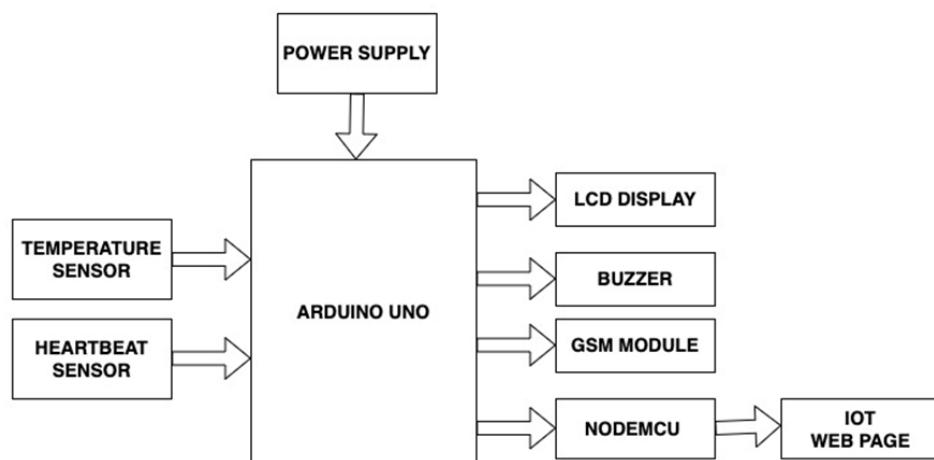 POWER SUPPLY
TEMPERATURE
SENSOR
HEARTBEAT
SENSOR
ARDUINO UNO
LCD DISPLAY
BUZZER
GSM MODULE
NODEMCU
IOT
WEB PAGE